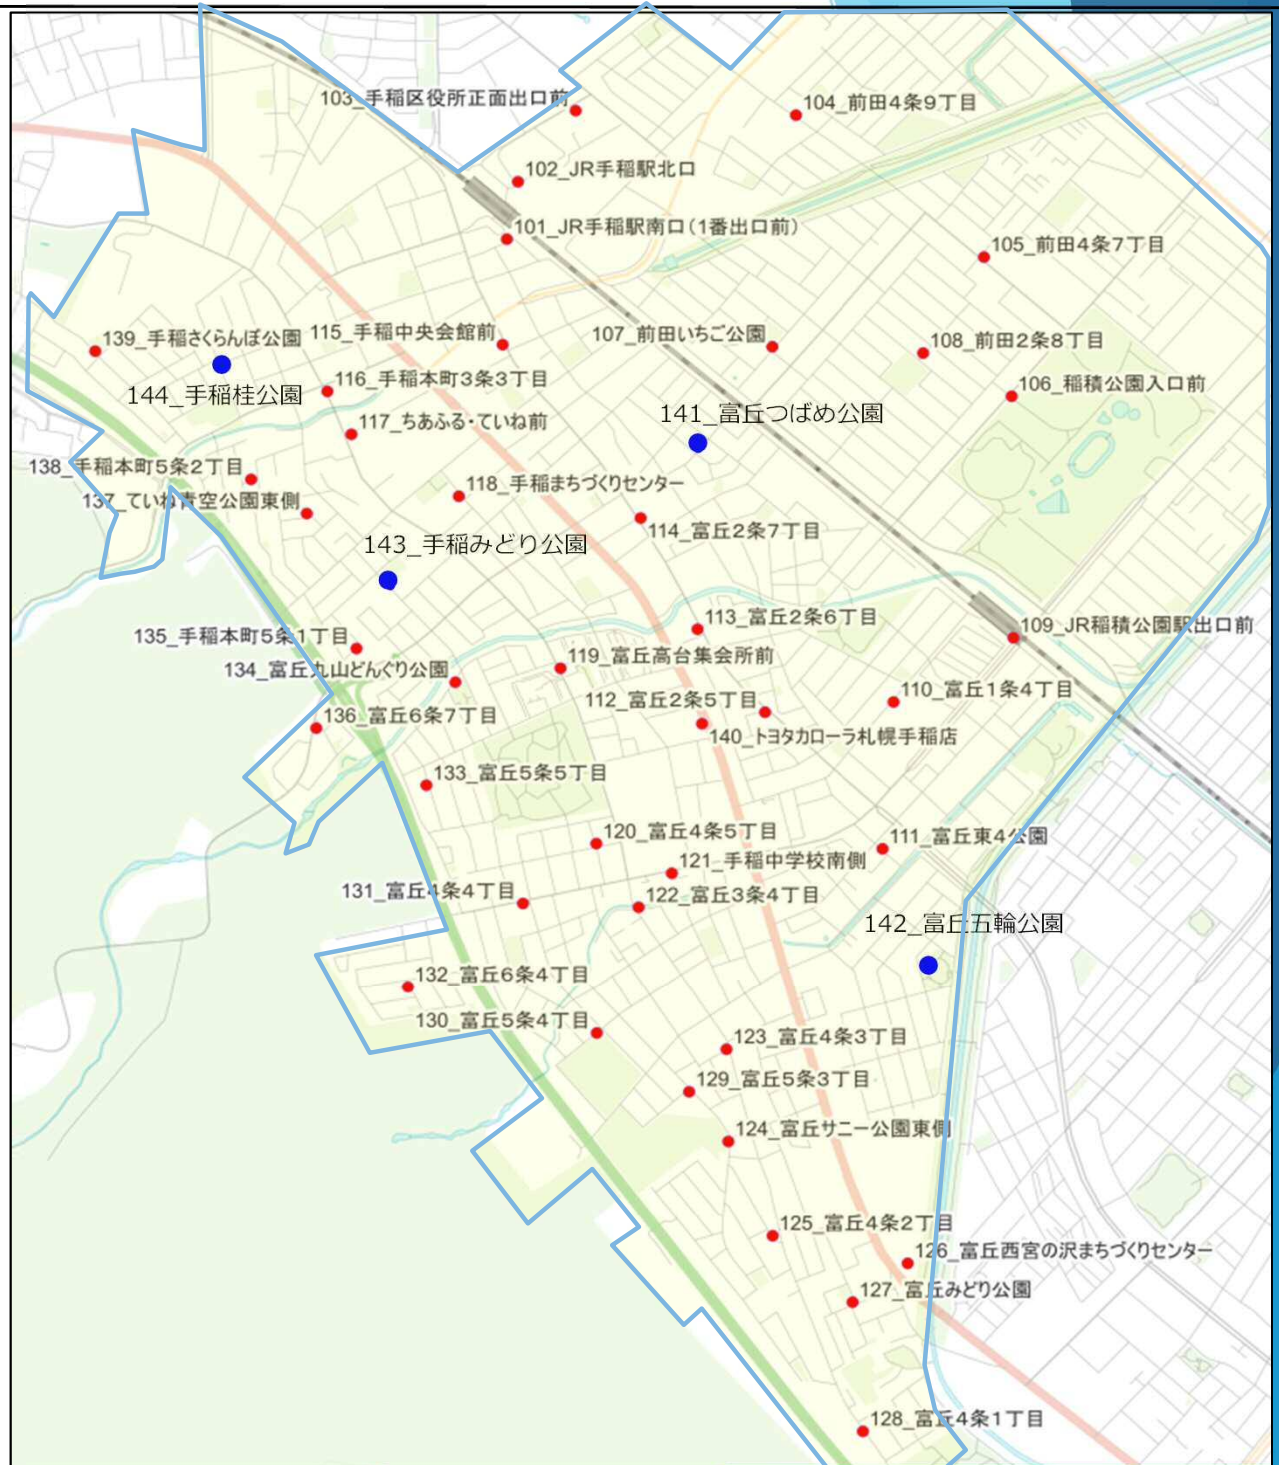 103_手稲区役所正面出口前
104_前田4条9丁目
102_JR手稲駅北口
101_JR手稲駅南口(1番出口前)
105_前田4条7丁目
139_手稲さくらんぼ公園
115_手稲中央会館前
107_前田いちご公園
108_前田2条8丁目
144_手稲桂公園
116_手稲本町3条3丁目
106_稲積公園入口前
117_ちあふる・ていね前
141_富丘つばめ公園
138_手稲本町5条2丁目
118_手稲まちづくりセンター
137_ていね青空公園東側
114_富丘2条7丁目
143_手稲みどり公園
113_富丘2条6丁目
109_JR稲積公園駅出口前
135_手稲本町5条1丁目
119_富丘高台集会所前
134_富丘丸山どんぐり公園
112_富丘2条5丁目
110_富丘1条4丁目
136_富丘6条7丁目
140_トヨタカローラ札幌手稲店
133_富丘5条5丁目
120_富丘4条5丁目
111_富丘東4公園
121_手稲中学校南側
131_富丘4条4丁目
122_富丘3条4丁目
142_富丘五輪公園
132_富丘6条4丁目
130_富丘5条4丁目
123_富丘4条3丁目
129_富丘5条3丁目
124_富丘サニー公園東側
125_富丘4条2丁目
126_富丘西宮の沢まちづくりセンター
127_富丘みどり公園
128_富丘4条1丁目